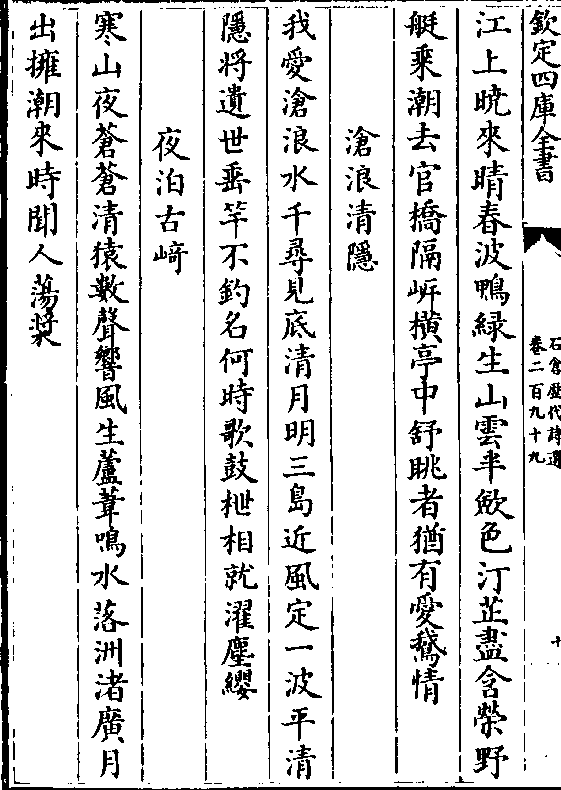 欽定四庫全書
石倉歷代詩選
卷二百九十九
十
江上曉來晴春波鴨綠生山雲半斂色汀芷盡含榮野
艇乘潮去官橋隔岸橫亭中舒眺者猶有愛鵞情
滄浪清隱
我愛滄浪水千尋見底清月明三島近風定一波平清
隱將遺世垂竿不釣名何時歌鼓枻相就濯塵纓
夜泊古﨑
寒山夜蒼蒼清猿數聲響風生蘆葦鳴水落洲渚廣月
出擁潮來時聞人蕩槳